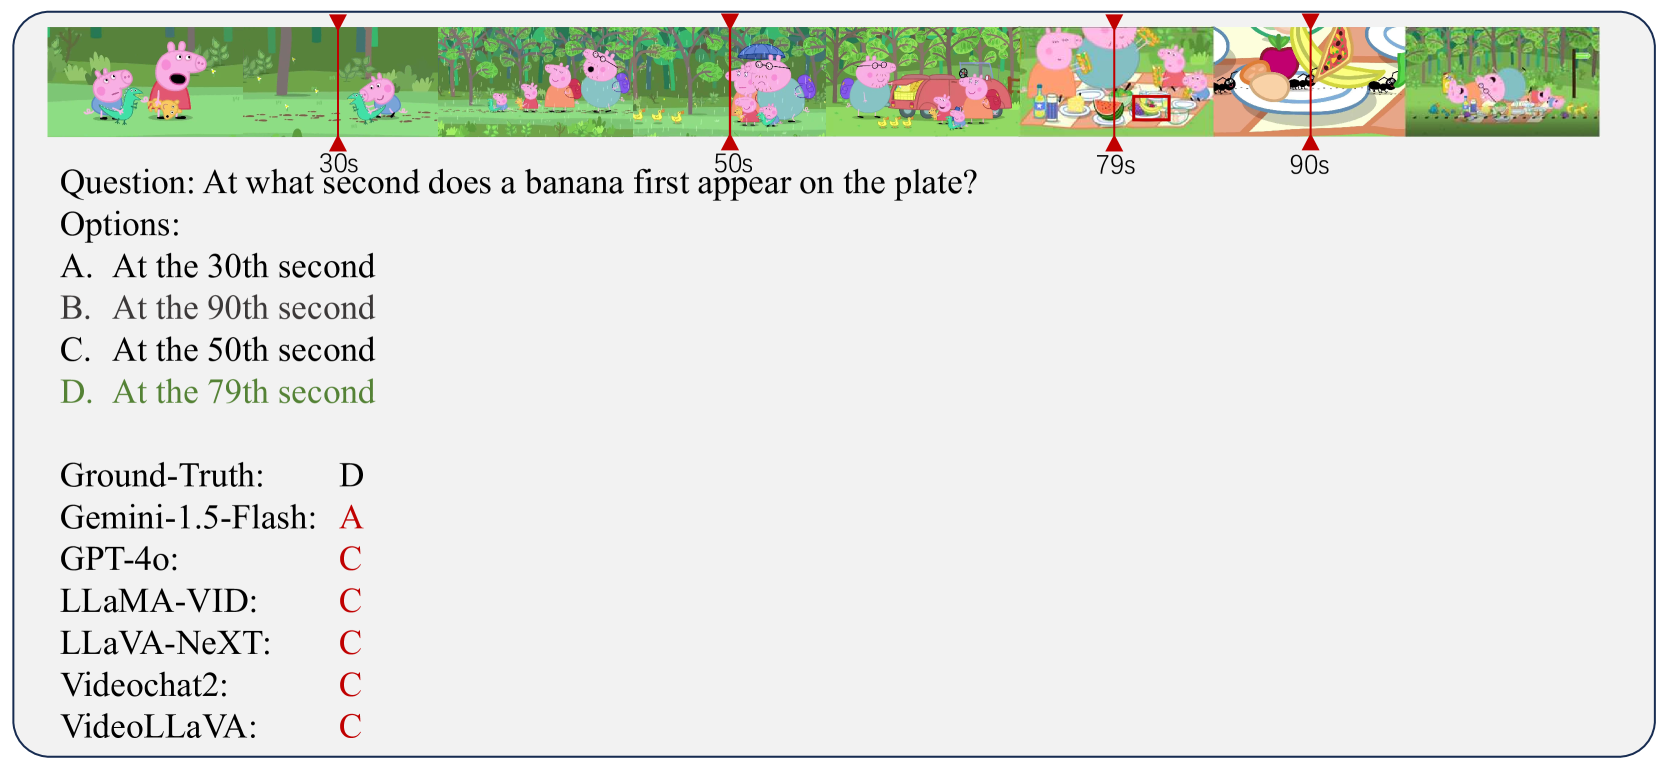 30s 50s 79s 90s
Question: At what second does a banana first appear on the plate?
Options:
A. At the 30th second
B. At the 90th second
C. At the 50th second
D. At the 79th second
Ground-Truth: D
Gemini-1.5-Flash: A
GPT-4o: C
LLaMA-VID: C
LLaVA-NeXT: C
Videochat2: C
VideoLLaVA: C